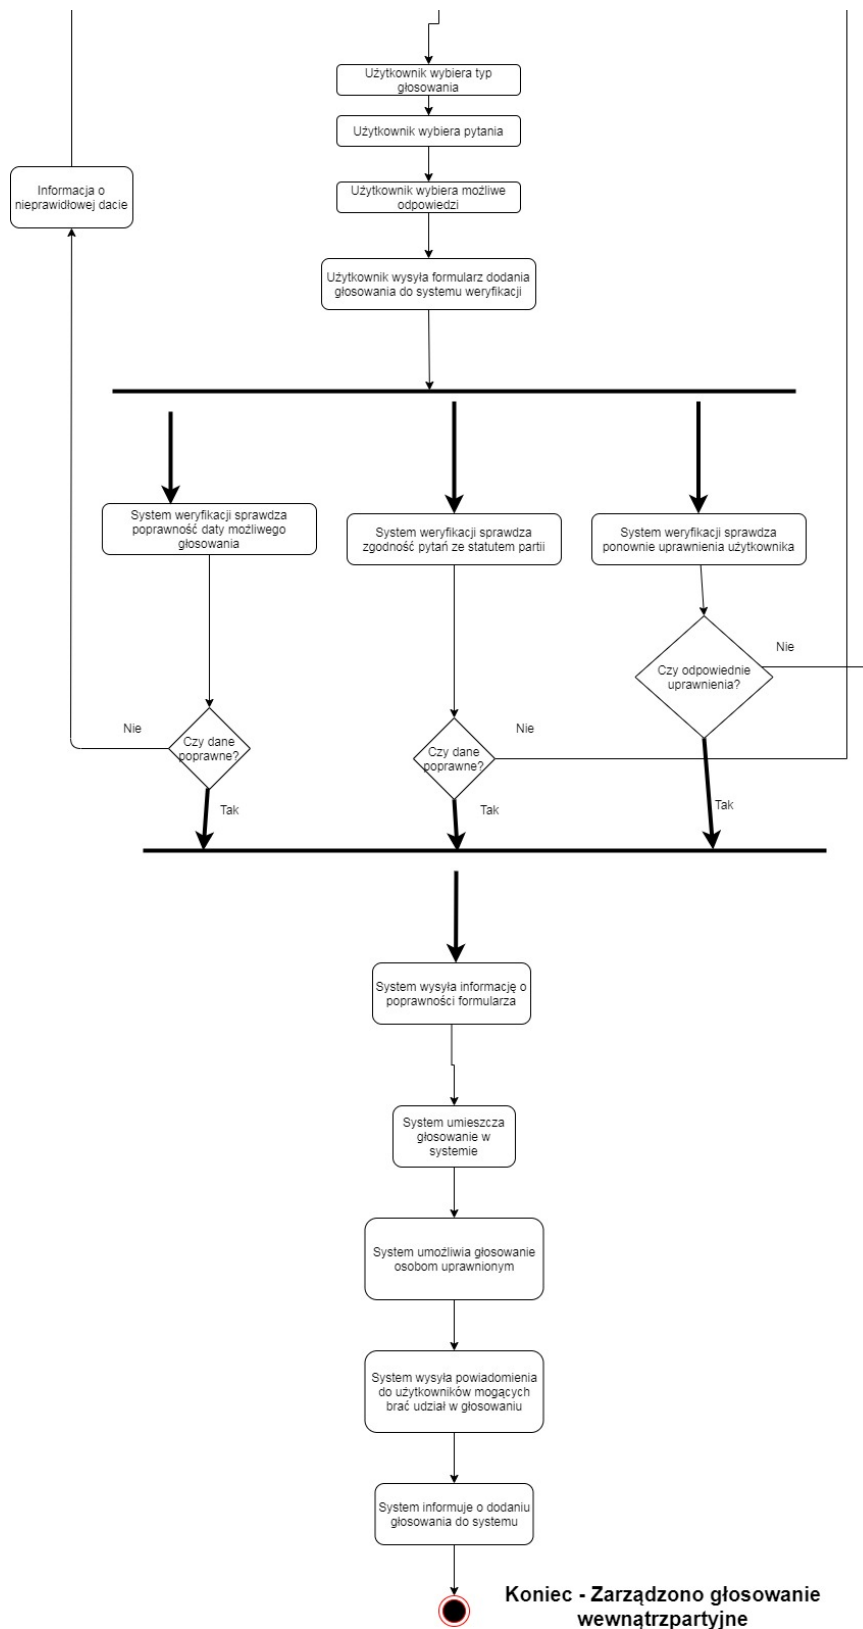 Użytkownik wybiera typ
głosowania
Użytkownik wybiera pytania
Informacja o
nieprawidłowej dacie
Użytkownik wybiera możliwe
odpowiedzi
Użytkownik wysyła formularz dodania
głosowania do systemu weryfikacji
System weryfikacji sprawdza
poprawność daty możliwego
głosowania
System weryfikacji sprawdza
zgodność pytań ze statutem partii
System weryfikacji sprawdza
ponownie uprawnienia użytkownika
Czy odpowiednie
uprawnienia?
Nie
Nie
Czy dane
poprawne?
Nie
Czy dane
poprawne?
Tak
Tak
Tak
System wysyła informację o
poprawności formularza
System umieszcza
głosowanie w
systemie
System umożliwia głosowanie
osobom uprawnionym
System wysyła powiadomienia
do użytkowników mogących
brać udział w głosowaniu
System informuje o dodaniu
głosowania do systemu
Koniec - Zarządzono głosowanie
wewnątrzpartyjne